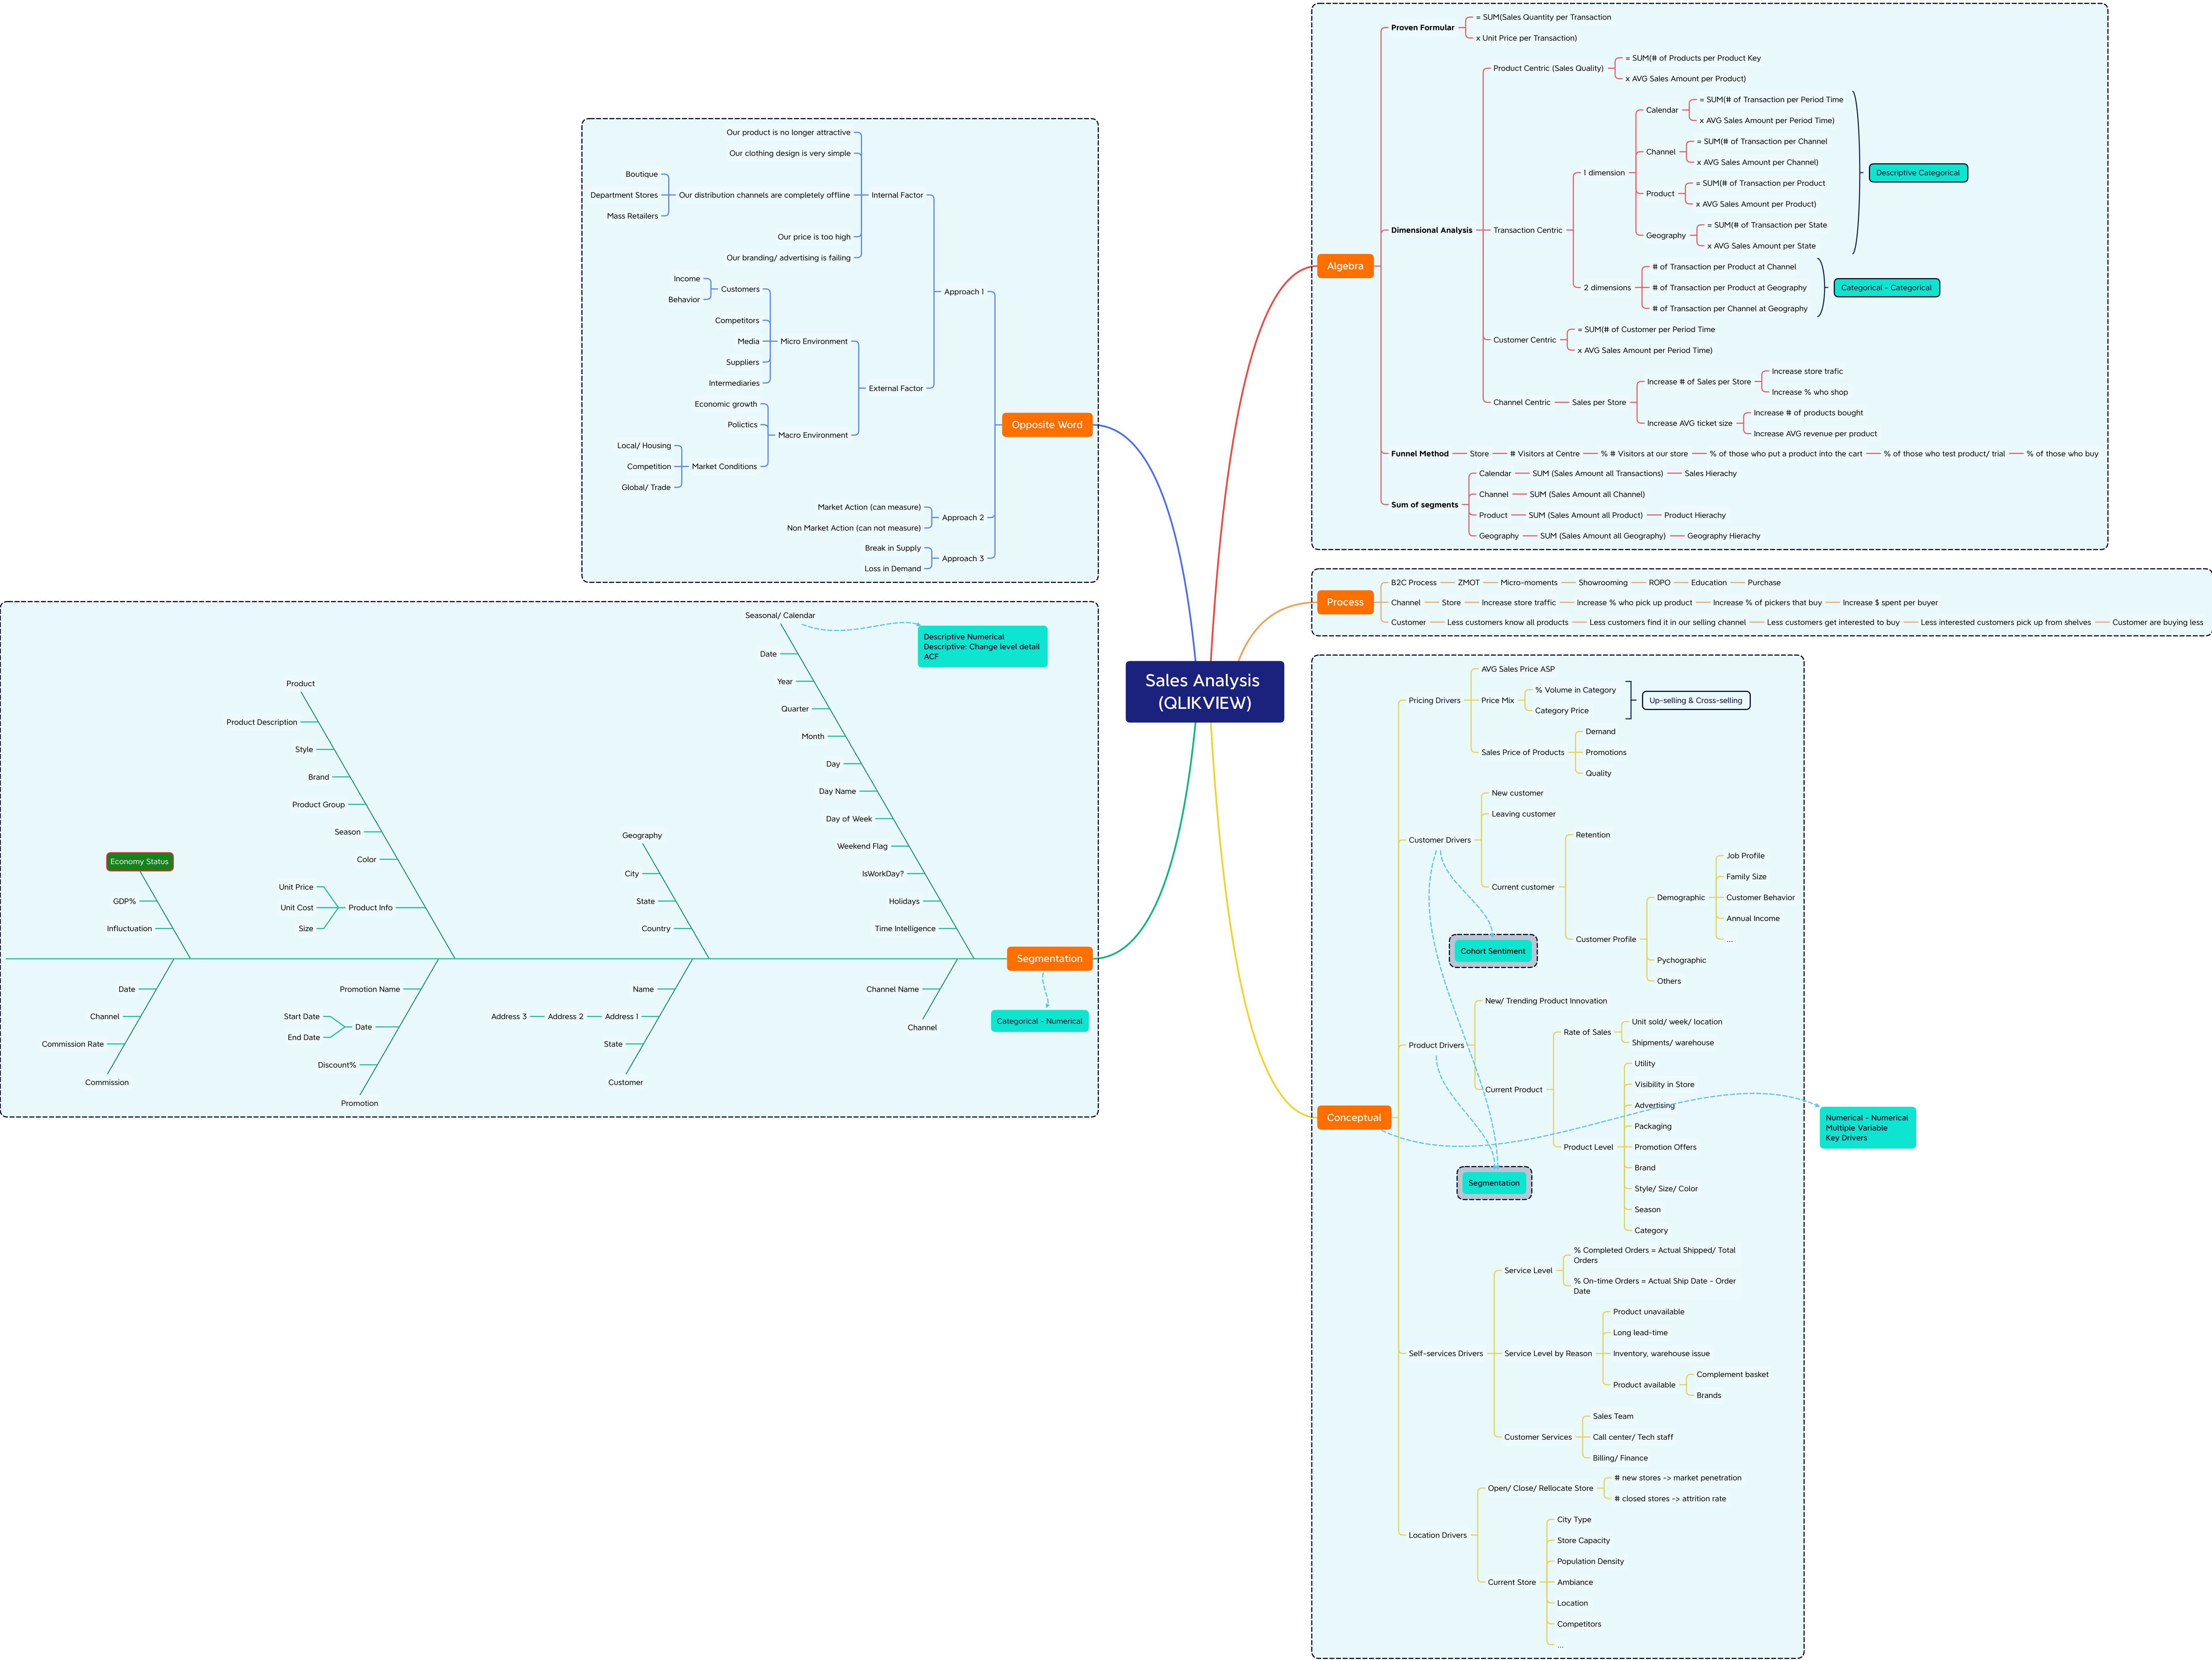 Sales Analysis
(QLIKVIEW)
Algebra
Proven Formular
= SUM(Sales Quantity per Transaction
x Unit Price per Transaction)
Dimensional Analysis
Product Centric (Sales Quality)
= SUM(# of Products per Product Key
x AVG Sales Amount per Product)
Transaction Centric
1 dimension
Calendar
= SUM(# of Transaction per Period Time
x AVG Sales Amount per Period Time)
Channel
= SUM(# of Transaction per Channel
x AVG Sales Amount per Channel)
Product
= SUM(# of Transaction per Product
x AVG Sales Amount per Product)
Geography
= SUM(# of Transaction per State
x AVG Sales Amount per State
Descriptive Categorical
2 dimensions
# of Transaction per Product at Channel
# of Transaction per Product at Geography
# of Transaction per Channel at Geography
Categorical - Categorical
Customer Centric
= SUM(# of Customer per Period Time
x AVG Sales Amount per Period Time)
Channel Centric
Sales per Store
Increase # of Sales per Store
Increase store trafic
Increase % who shop
Increase AVG ticket size
Increase # of products bought
Increase AVG revenue per product
Funnel Method
Store
# Visitors at Centre
% # Visitors at our store
% of those who put a product into the cart
% of those who test product/ trial
% of those who buy
Sum of segments
Calendar
SUM (Sales Amount all Transactions)
Sales Hierachy
Channel
SUM (Sales Amount all Channel)
Product
SUM (Sales Amount all Product)
Product Hierachy
Geography
SUM (Sales Amount all Geography)
Geography Hierachy
Process
B2C Process
ZMOT
Micro-moments
Showrooming
ROPO
Education
Purchase
Channel
Store
Increase store traffic
Increase % who pick up product
Increase % of pickers that buy
Increase $ spent per buyer
Customer
Less customers know all products
Less customers find it in our selling channel
Less customers get interested to buy
Less interested customers pick up from shelves
Customer are buying less
Conceptual
Pricing Drivers
AVG Sales Price ASP
Price Mix
% Volume in Category
Category Price
Up-selling & Cross-selling
Sales Price of Products
Demand
Promotions
Quality
Customer Drivers
New customer
Leaving customer
Current customer
Retention
Customer Profile
Demographic
Job Profile
Family Size
Customer Behavior
Annual Income
...
Pychographic
Others
Cohort Sentiment
Product Drivers
New/ Trending Product Innovation
Current Product
Rate of Sales
Unit sold/ week/ location
Shipments/ warehouse
Product Level
Utility
Visibility in Store
Advertising
Packaging
Promotion Offers
Brand
Style/ Size/ Color
Season
Category
Segmentation
Numerical - Numerical
Multiple Variable
Key Drivers
Self-services Drivers
Service Level
% Completed Orders = Actual Shipped/ Total
Orders
% On-time Orders = Actual Ship Date - Order
Date
Service Level by Reason
Product unavailable
Long lead-time
Inventory, warehouse issue
Product available
Complement basket
Brands
Customer Services
Sales Team
Call center/ Tech staff
Billing/ Finance
Location Drivers
Open/ Close/ Rellocate Store
# new stores -> market penetration
# closed stores -> attrition rate
Current Store
City Type
Store Capacity
Population Density
Ambiance
Location
Competitors
...
Opposite Word
Approach 1
Internal Factor
Our product is no longer attractive
Our clothing design is very simple
Our distribution channels are completely offline
Boutique
Department Stores
Mass Retailers
Our price is too high
Our branding/ advertising is failing
External Factor
Micro Environment
Customers
Income
Behavior
Competitors
Media
Suppliers
Intermediaries
Macro Environment
Economic growth
Polictics
Market Conditions
Local/ Housing
Competition
Global/ Trade
Approach 2
Market Action (can measure)
Non Market Action (can not measure)
Approach 3
Break in Supply
Loss in Demand
Segmentation
Categorical - Numerical
Seasonal/ Calendar
Descriptive Numerical
Descriptive: Change level detail
ACF
Date
Year
Quarter
Month
Day
Day Name
Day of Week
Weekend Flag
IsWorkDay?
Holidays
Time Intelligence
Channel Name
Channel
Geography
City
State
Country
Name
Address 1
Address 2
Address 3
State
Customer
Product
Product Description
Style
Brand
Product Group
Season
Color
Product Info
Unit Price
Unit Cost
Size
Promotion Name
Date
Start Date
End Date
Discount%
Promotion
Economy Status
GDP%
Influctuation
Date
Channel
Commission Rate
Commission